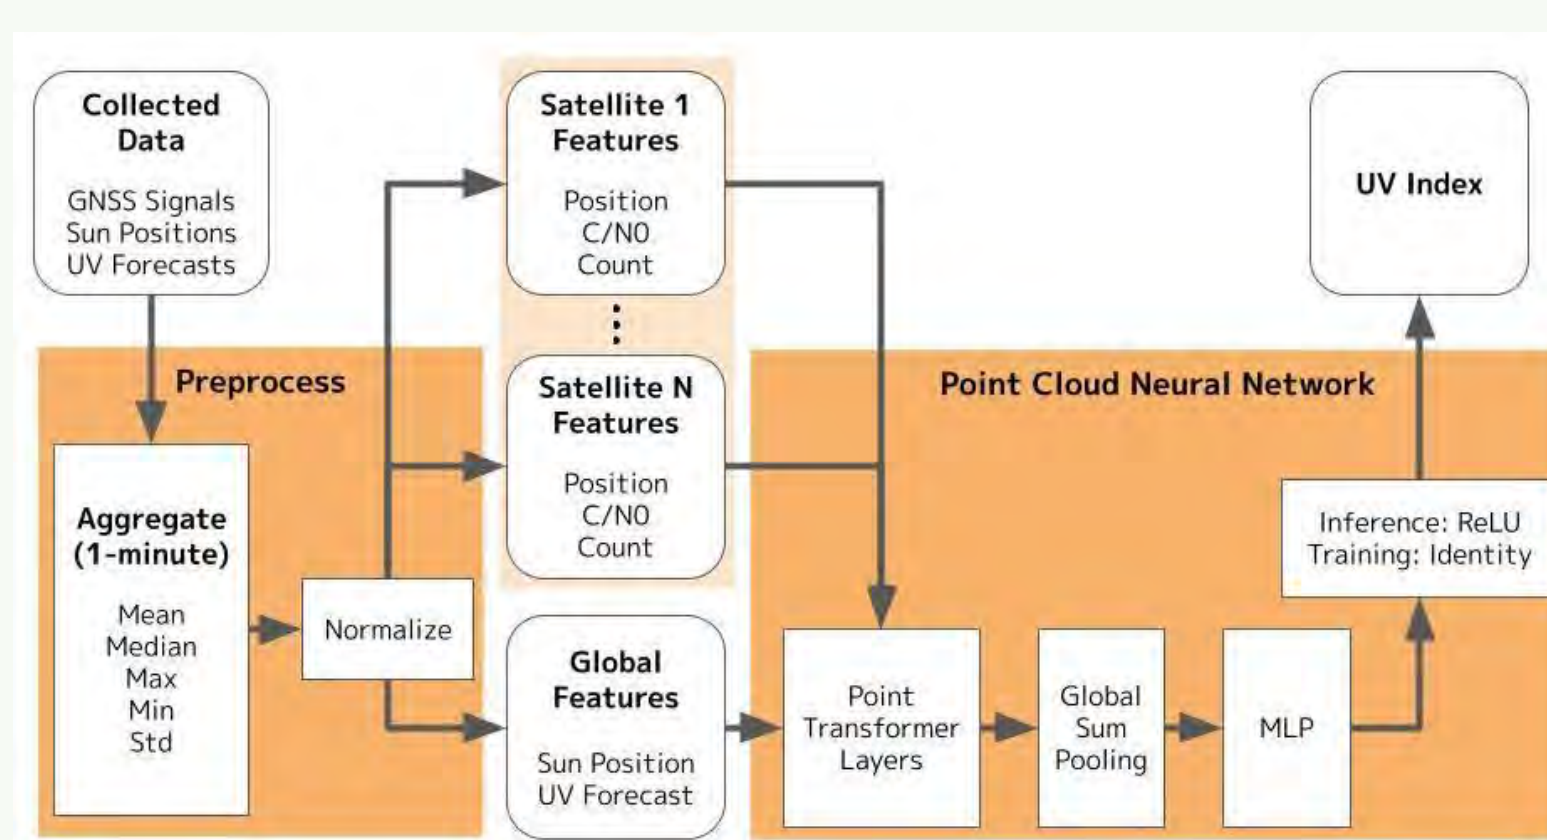 Collected
Data
GNSS Signals
Sun Positions
UV Forecasts
Preprocess
Aggregate
(1-minute)
Mean
Median
Max
Min
Std
Normalize
Satellite 1
Features
Position
C/N0
Count
Satellite N
Features
Position
C/N0
Count
Global
Features
Sun Position
UV Forecast
Point Cloud Neural Network
Point
Transformer
Layers
Global
Sum
Pooling
MLP
Inference: ReLU
Training: Identity
UV Index